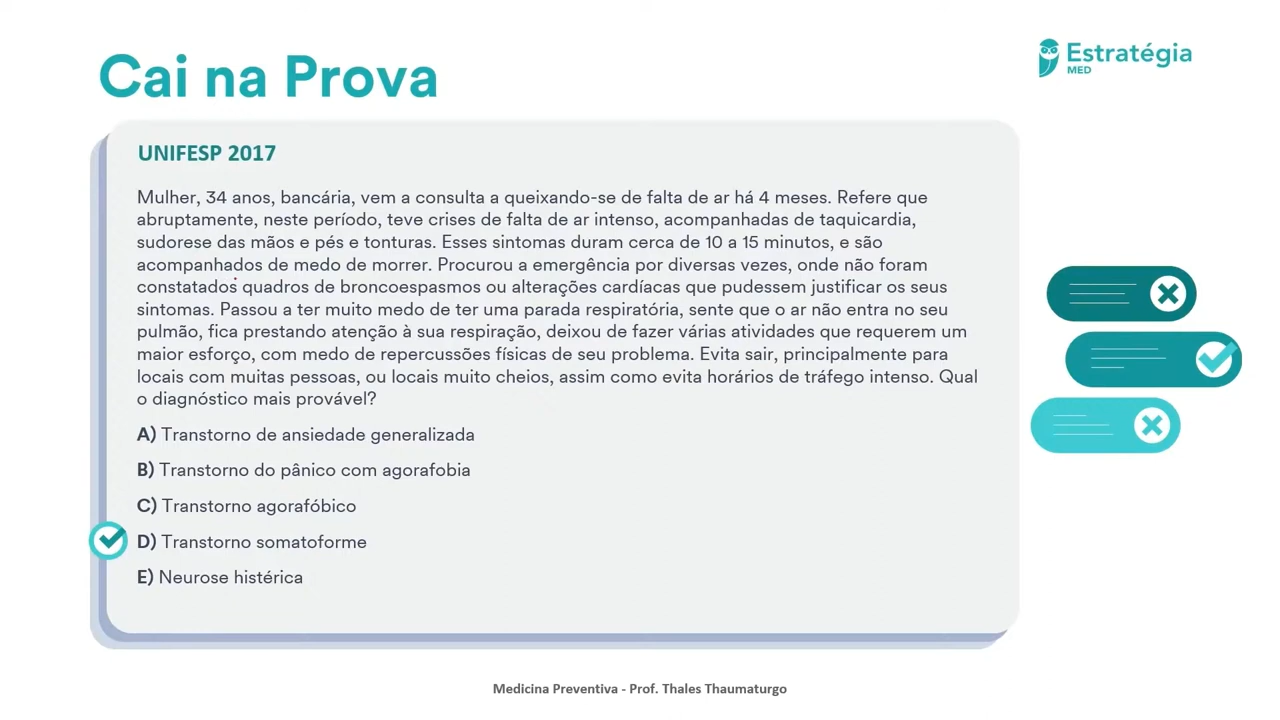 Cai na Prova
Estratégia
MED
UNIFESP 2017
Mulher, 34 anos, bancária, vem a consulta a queixando-se de falta de ar há 4 meses. Refere que
abruptamente, neste período, teve crises de falta de ar intenso, acompanhadas de taquicardia,
sudorese das mãos e pés e tonturas. Esses sintomas duram cerca de 10 a 15 minutos, e são
acompanhados de medo de morrer. Procurou a emergência por diversas vezes, onde não foram
constatados quadros de broncoespasmos ou alterações cardíacas que pudessem justificar os seus
sintomas. Passou a ter muito medo de ter uma parada respiratória, sente que o ar não entra no seu
pulmão, fica prestando atenção à sua respiração, deixou de fazer várias atividades que requerem um
maior esforço, com medo de repercussões físicas de seu problema. Evita sair, principalmente para
locais com muitas pessoas, ou locais muito cheios, assim como evita horários de tráfego intenso. Qual
o diagnóstico mais provável?
A) Transtorno de ansiedade generalizada
B) Transtorno do pânico com agorafobia
C) Transtorno agorafóbico
D) Transtorno somatoforme
E) Neurose histérica
Medicina Preventiva - Prof. Thales Thaumaturgo